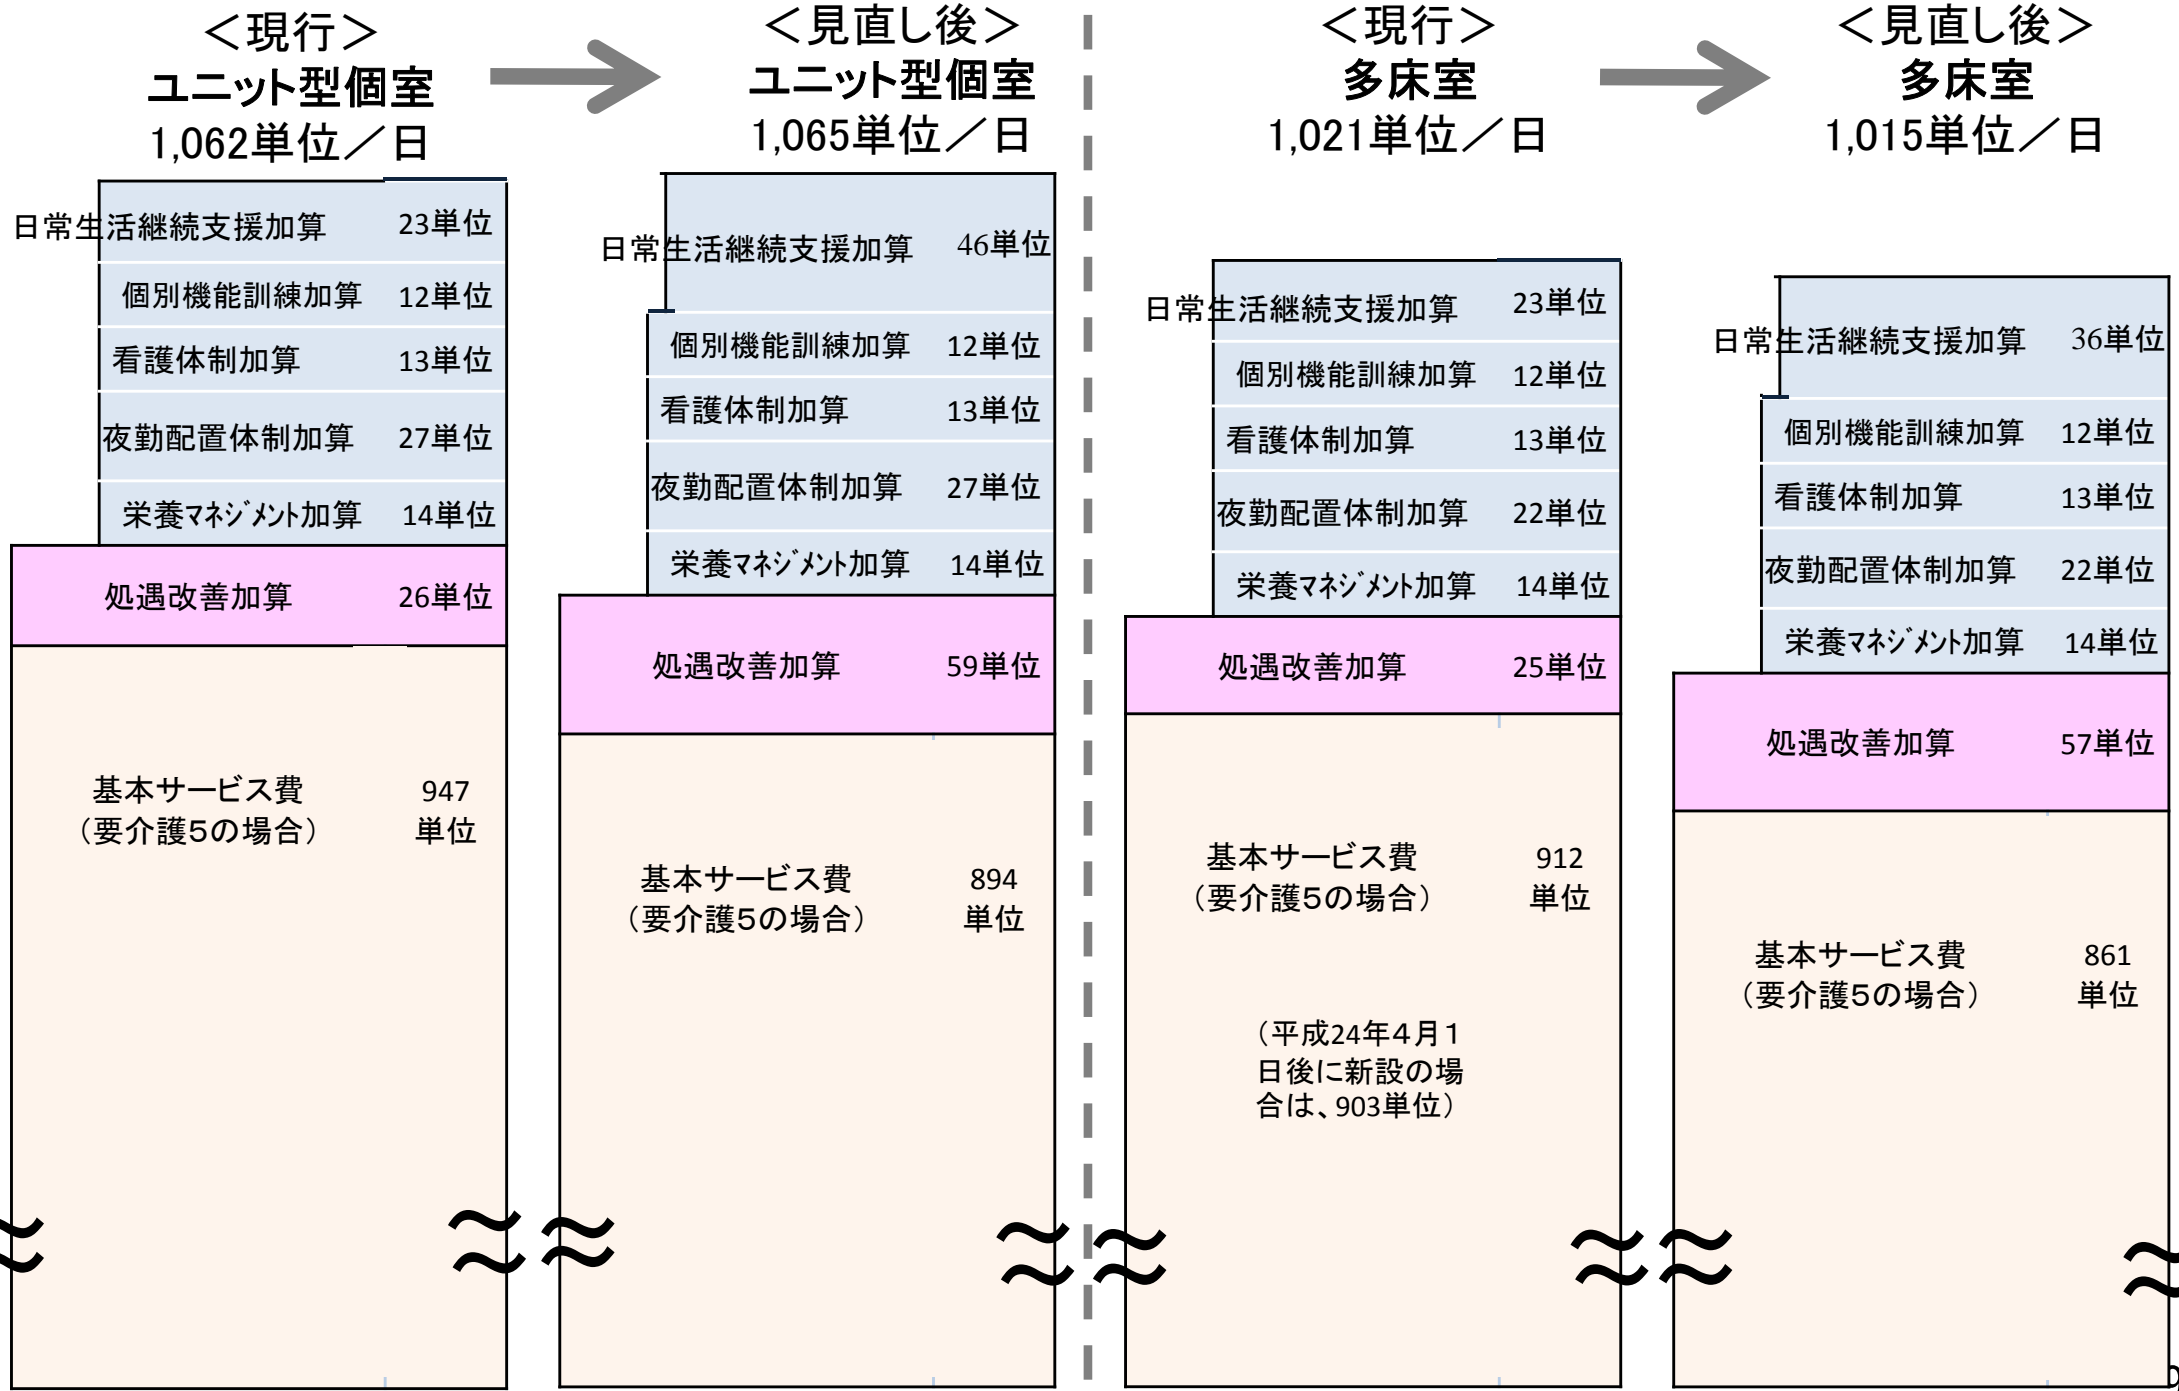 ＜現行＞
ユニット型個室
1,062単位／日
日常生活継続支援加算 23単位
個別機能訓練加算 12単位
看護体制加算 13単位
夜勤配置体制加算 27単位
栄養マネジメント加算 14単位
処遇改善加算 26単位
基本サービス費 947
（要介護5の場合） 単位
＜見直し後＞
ユニット型個室
1,065単位／日
日常生活継続支援加算 46単位
個別機能訓練加算 12単位
看護体制加算 13単位
夜勤配置体制加算 27単位
栄養マネジメント加算 14単位
処遇改善加算 59単位
基本サービス費 894
（要介護5の場合） 単位
＜現行＞
多床室
1,021単位／日
日常生活継続支援加算 23単位
個別機能訓練加算 12単位
看護体制加算 13単位
夜勤配置体制加算 22単位
栄養マネジメント加算 14単位
処遇改善加算 25単位
基本サービス費 912
（要介護5の場合） 単位
（平成24年４月１
日後に新設の場
合は、903単位）
＜見直し後＞
多床室
1,015単位／日
日常生活継続支援加算 36単位
個別機能訓練加算 12単位
看護体制加算 13単位
夜勤配置体制加算 22単位
栄養マネジメント加算 14単位
処遇改善加算 57単位
基本サービス費 861
（要介護5の場合） 単位